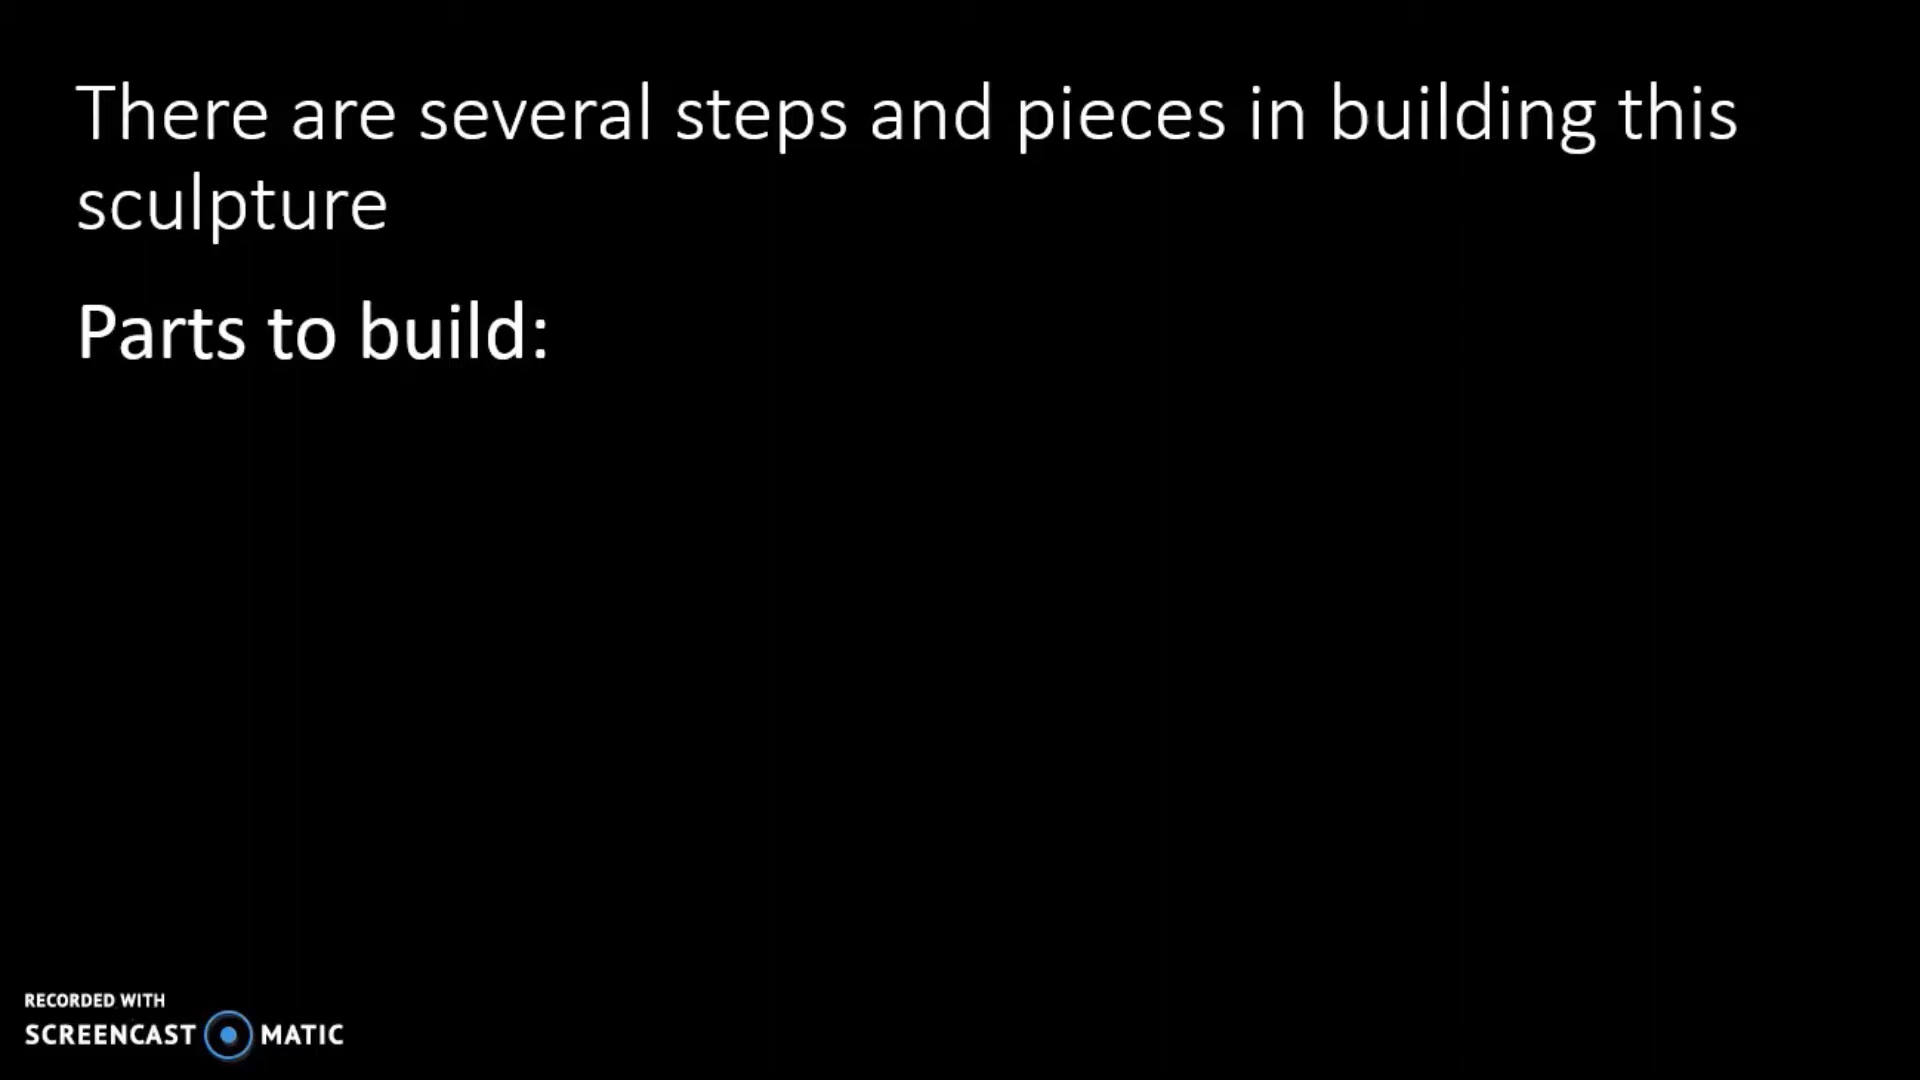 There are several steps and pieces in building this
sculpture
Parts to build:
RECORDED WITH
SCREENCAST MATIC